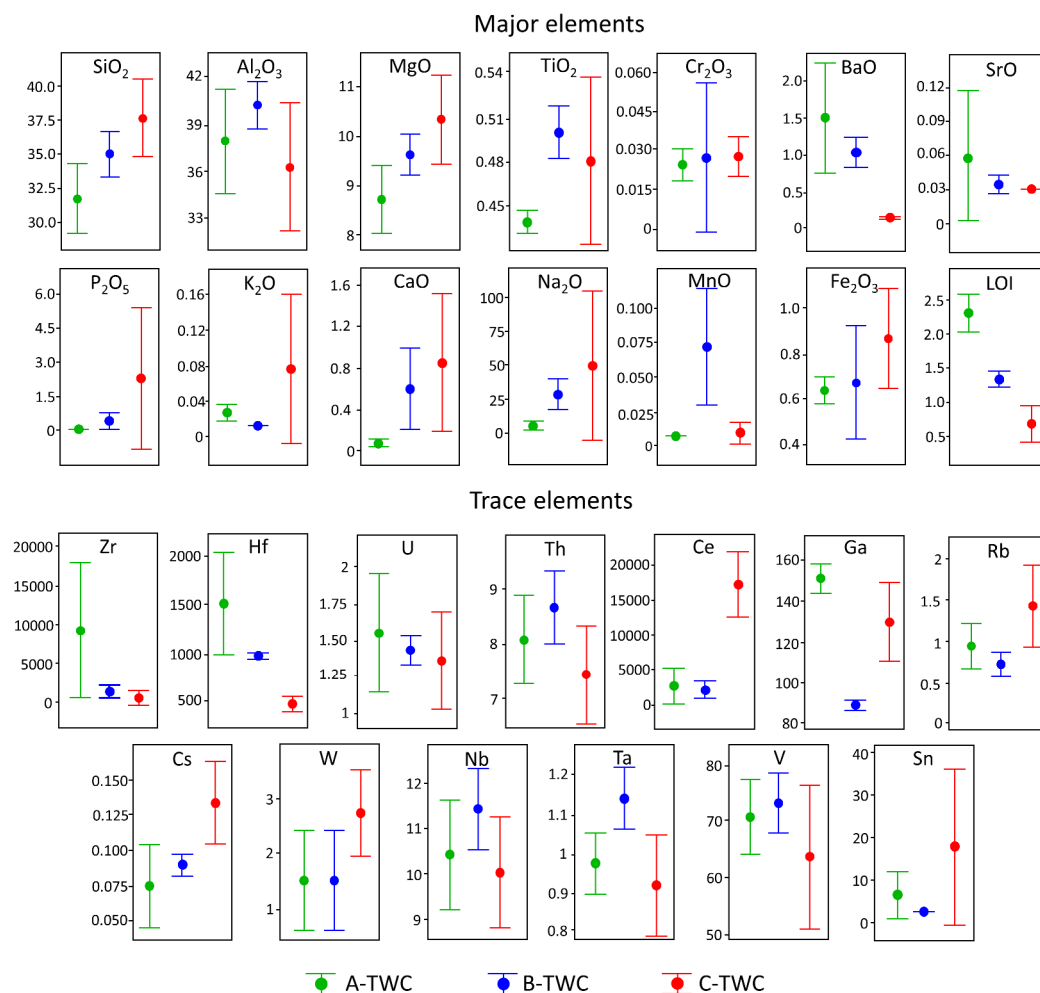 Major elements
SiO2 Al2O3 MgO TiO2 Cr2O3 BaO SrO
40.0 37.5 35.0 32.5 30.0
42 39 36 33
11 10 9 8
0.54 0.51 0.48 0.45
0.060 0.045 0.030 0.015 0
2.0 1.5 1.0 0.5 0
0.12 0.09 0.06 0.03 0
P2O5 K2O CaO Na2O MnO Fe2O3 LOI
6.0 4.5 3.0 1.5 0
0.16 0.12 0.08 0.04 0
1.6 1.2 0.8 0.4 0
100 75 50 25 0
0.100 0.075 0.050 0.025 0
1.0 0.8 0.6 0.4
2.5 2.0 1.5 1.0 0.5
Trace elements
Zr Hf U Th Ce Ga Rb
20000 15000 10000 5000 0
2000 1500 1000 500
2 1.75 1.50 1.25 1
9 8 7
20000 15000 10000 5000 0
160 140 120 100 80
2 1.5 1 0.5 0
Cs W Nb Ta V Sn
0.150 0.125 0.100 0.075 0.050
3 2 1
12 11 10 9
1.2 1.1 1 0.9 0.8
80 70 60 50
40 30 20 10 0
A-TWC B-TWC C-TWC